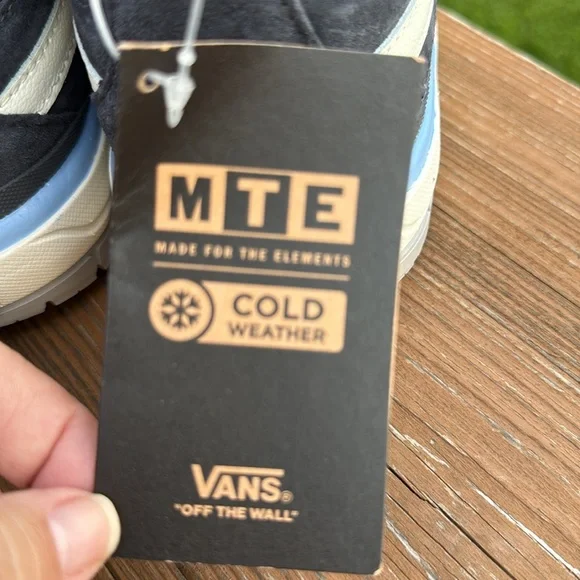 MTE
MADE FOR THE ELEMENTS
COLD
WEATHER
VANS®
"OFF THE WALL"